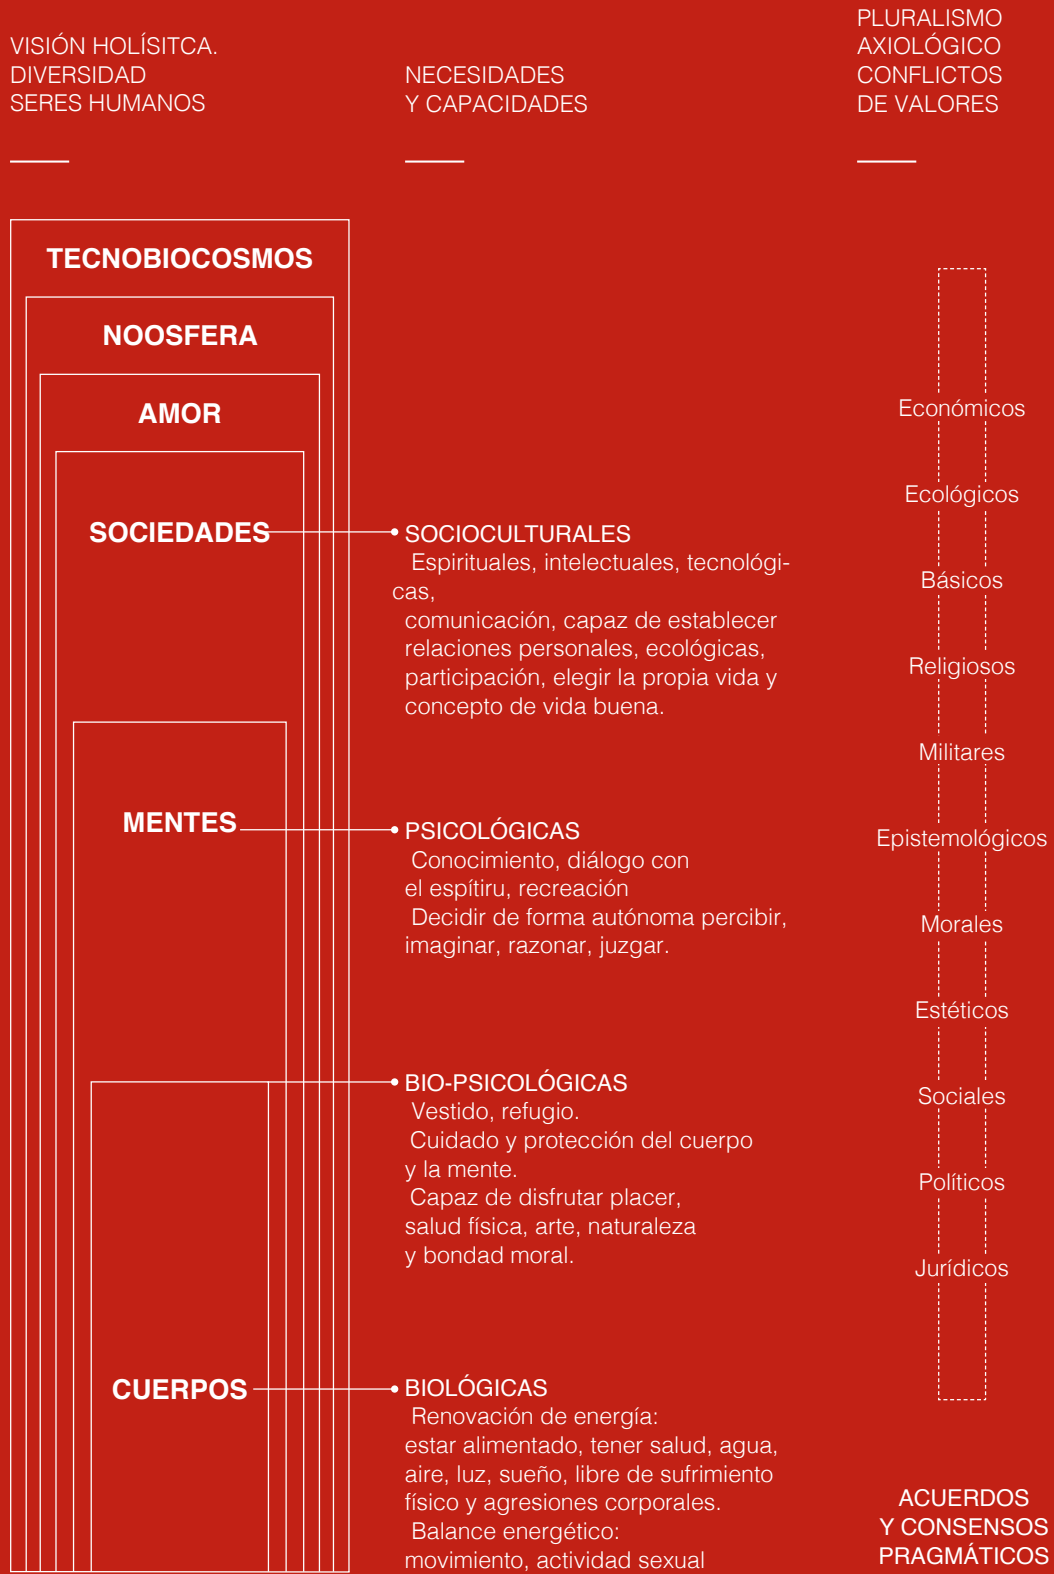 VISIÓN HOLÍSITCA.
DIVERSIDAD
SERES HUMANOS
NECESIDADES
Y CAPACIDADES
PLURALISMO
AXIOLÓGICO
CONFLICTOS
DE VALORES
TECNOBIOCOSMOS
NOOSFERA
AMOR
SOCIEDADES
MENTES
CUERPOS
SOCIOCULTURALES
Espirituales, intelectuales, tecnológi-
cas,
comunicación, capaz de establecer
relaciones personales, ecológicas,
participación, elegir la propia vida y
concepto de vida buena.
PSICOLÓGICAS
Conocimiento, diálogo con
el espítiru, recreación
Decidir de forma autónoma percibir,
imaginar, razonar, juzgar.
BIO-PSICOLÓGICAS
Vestido, refugio.
Cuidado y protección del cuerpo
y la mente.
Capaz de disfrutar placer,
salud física, arte, naturaleza
y bondad moral.
BIOLÓGICAS
Renovación de energía:
estar alimentado, tener salud, agua,
aire, luz, sueño, libre de sufrimiento
físico y agresiones corporales.
Balance energético:
movimiento, actividad sexual
Económicos
Ecológicos
Básicos
Religiosos
Militares
Epistemológicos
Morales
Estéticos
Sociales
Políticos
Jurídicos
ACUERDOS
Y CONSENSOS
PRAGMÁTICOS